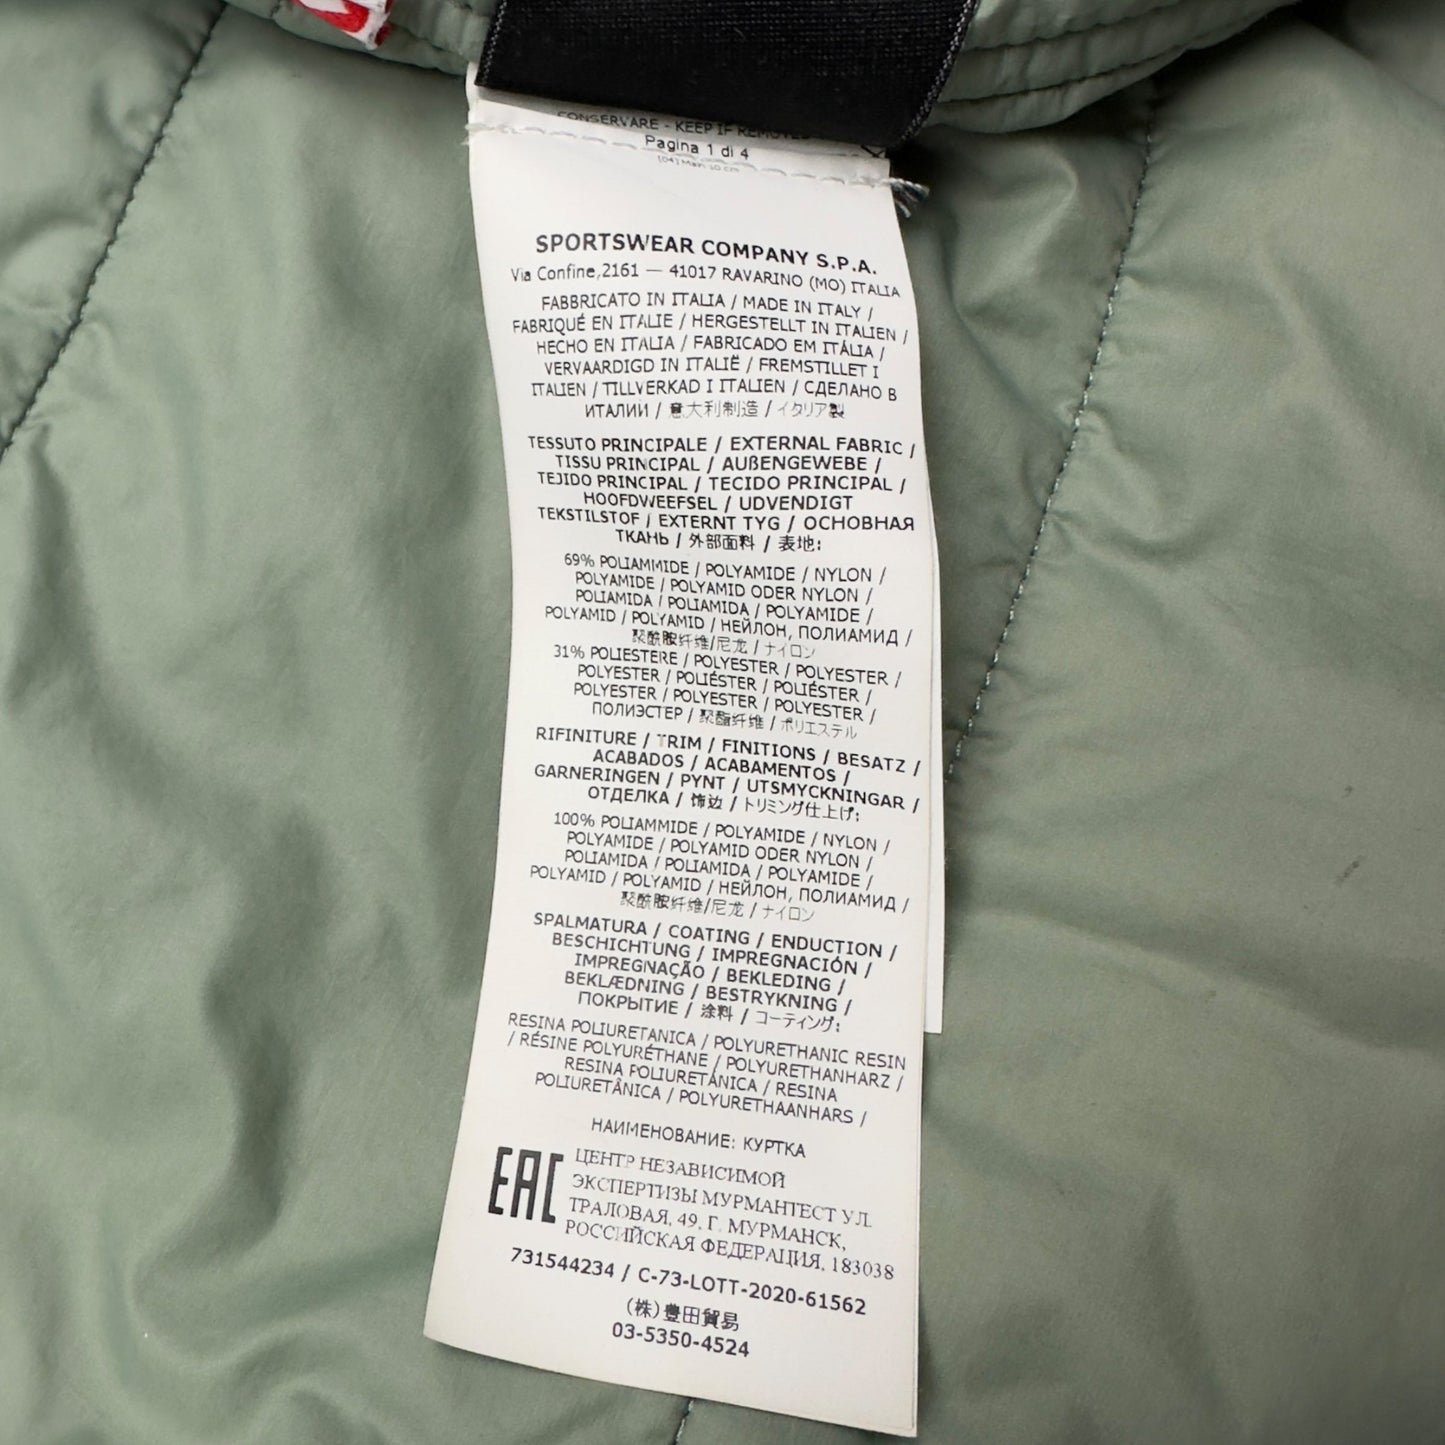 CONSERVARE - KEEP IF REMOVED
Pagina 1 di 4
SPORTSWEAR COMPANY S.P.A.
Via Confine,2161 — 41017 RAVARINO (MO) ITALIA
FABBRICATO IN ITALIA / MADE IN ITALY /
FABRIQUÉ EN ITALIE / HERGESTELLT IN ITALIEN /
HECHO EN ITALIA / FABRICADO EM ITÁLIA /
VERVAARDIGD IN ITALIË / FREMSTILLET I
ITALIEN / TILLVERKAD I ITALIEN / СДЕЛАНО В
ИТАЛИИ / 意大利制造 / イタリア製
TESSUTO PRINCIPALE / EXTERNAL FABRIC /
TISSU PRINCIPAL / AUßENGEWEBE /
TEJIDO PRINCIPAL / TECIDO PRINCIPAL /
HOOFDWEEFSEL / UDVENDIGT
TEKSTILSTOF / EXTERNT TYG / ОСНОВНАЯ
ТКАНЬ / 外部面料 / 表地:
69% POLIAMMIDE / POLYAMIDE / NYLON /
POLYAMIDE / POLYAMID ODER NYLON /
POLIAMIDA / POLIAMIDA / POLYAMIDE /
POLYAMID / POLYAMID / НЕЙЛОН, ПОЛИАМИД /
聚酰胺纤维/尼龙 / ナイロン
31% POLIESTERE / POLYESTER / POLYESTER /
POLYESTER / POLIÉSTER / POLIÉSTER /
POLYESTER / POLYESTER / POLYESTER /
ПОЛИЭСТЕР / 聚酯纤维 / ポリエステル
RIFINITURE / TRIM / FINITIONS / BESATZ /
ACABADOS / ACABAMENTOS /
GARNERINGEN / PYNT / UTSMYCKNINGAR /
ОТДЕЛКА / 饰边 / トリミング仕上げ:
100% POLIAMMIDE / POLYAMIDE / NYLON /
POLYAMIDE / POLYAMID ODER NYLON /
POLIAMIDA / POLIAMIDA / POLYAMIDE /
POLYAMID / POLYAMID / НЕЙЛОН, ПОЛИАМИД /
聚酰胺纤维/尼龙 / ナイロン
SPALMATURA / COATING / ENDUCTION /
BESCHICHTUNG / IMPREGNACIÓN /
IMPREGNAÇÃO / BEKLEDING /
BEKLÆDNING / BESTRYKNING /
ПОКРЫТИЕ / 涂料 / コーティング:
RESINA POLIURETANICA / POLYURETHANIC RESIN
/ RÉSINE POLYURÉTHANE / POLYURETHANHARZ /
RESINA POLIURETÁNICA / RESINA
POLIURETÂNICA / POLYURETHAANHARS /
НАИМЕНОВАНИЕ: КУРТКА
EAC
ЦЕНТР НЕЗАВИСИМОЙ
ЭКСПЕРТИЗЫ МУРМАНТЕСТ УЛ.
ТРАЛОВАЯ, 49, Г. МУРМАНСК,
РОССИЙСКАЯ ФЕДЕРАЦИЯ, 183038
731544234 / C-73-LOTT-2020-61562
(株)豊田貿易
03-5350-4524